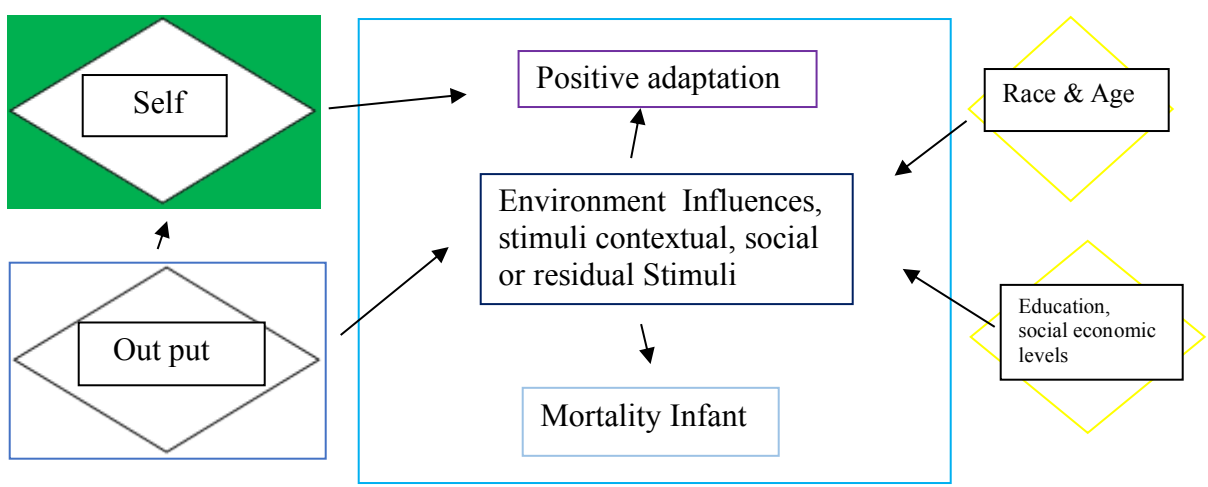 Self
Out put
Positive adaptation
Environment  Influences,
stimuli contextual, social
or residual Stimuli
Mortality Infant
Race & Age
Education,
social economic
levels